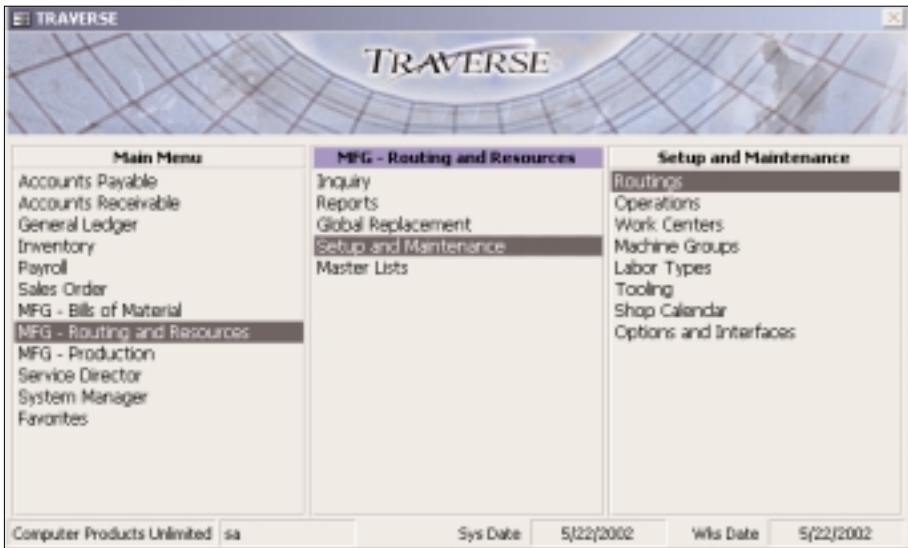 TRAVERSE
TRAVERSE
Main Menu
Accounts Payable
Accounts Receivable
General Ledger
Inventory
Payroll
Sales Order
MFG - Bills of Material
MFG - Routing and Resources
MFG - Production
Service Director
System Manager
Favorites
MFG - Routing and Resources
Inquiry
Reports
Global Replacement
Setup and Maintenance
Master Lists
Setup and Maintenance
Routings
Operations
Work Centers
Machine Groups
Labor Types
Tooling
Shop Calendar
Options and Interfaces
Computer Products Unlimited sa Sys Date 5/22/2002 Wks Date 5/22/2002